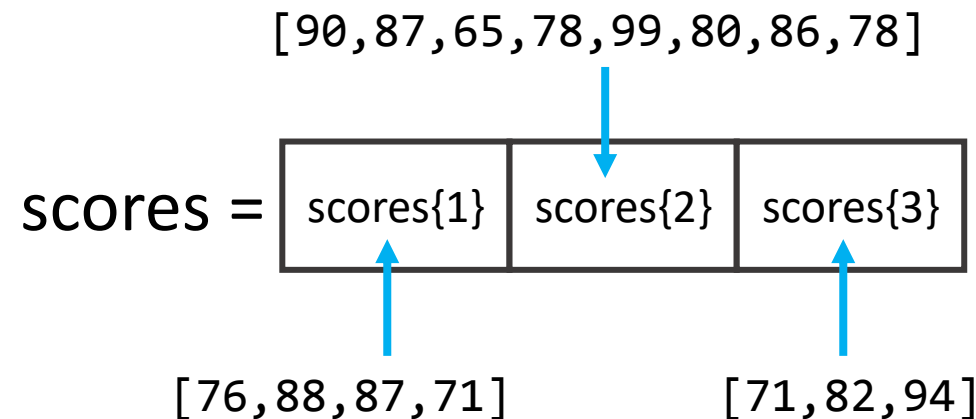 [90,87,65,78,99,80,86,78]
scores = scores{1} scores{2} scores{3}
[76,88,87,71] [71,82,94]